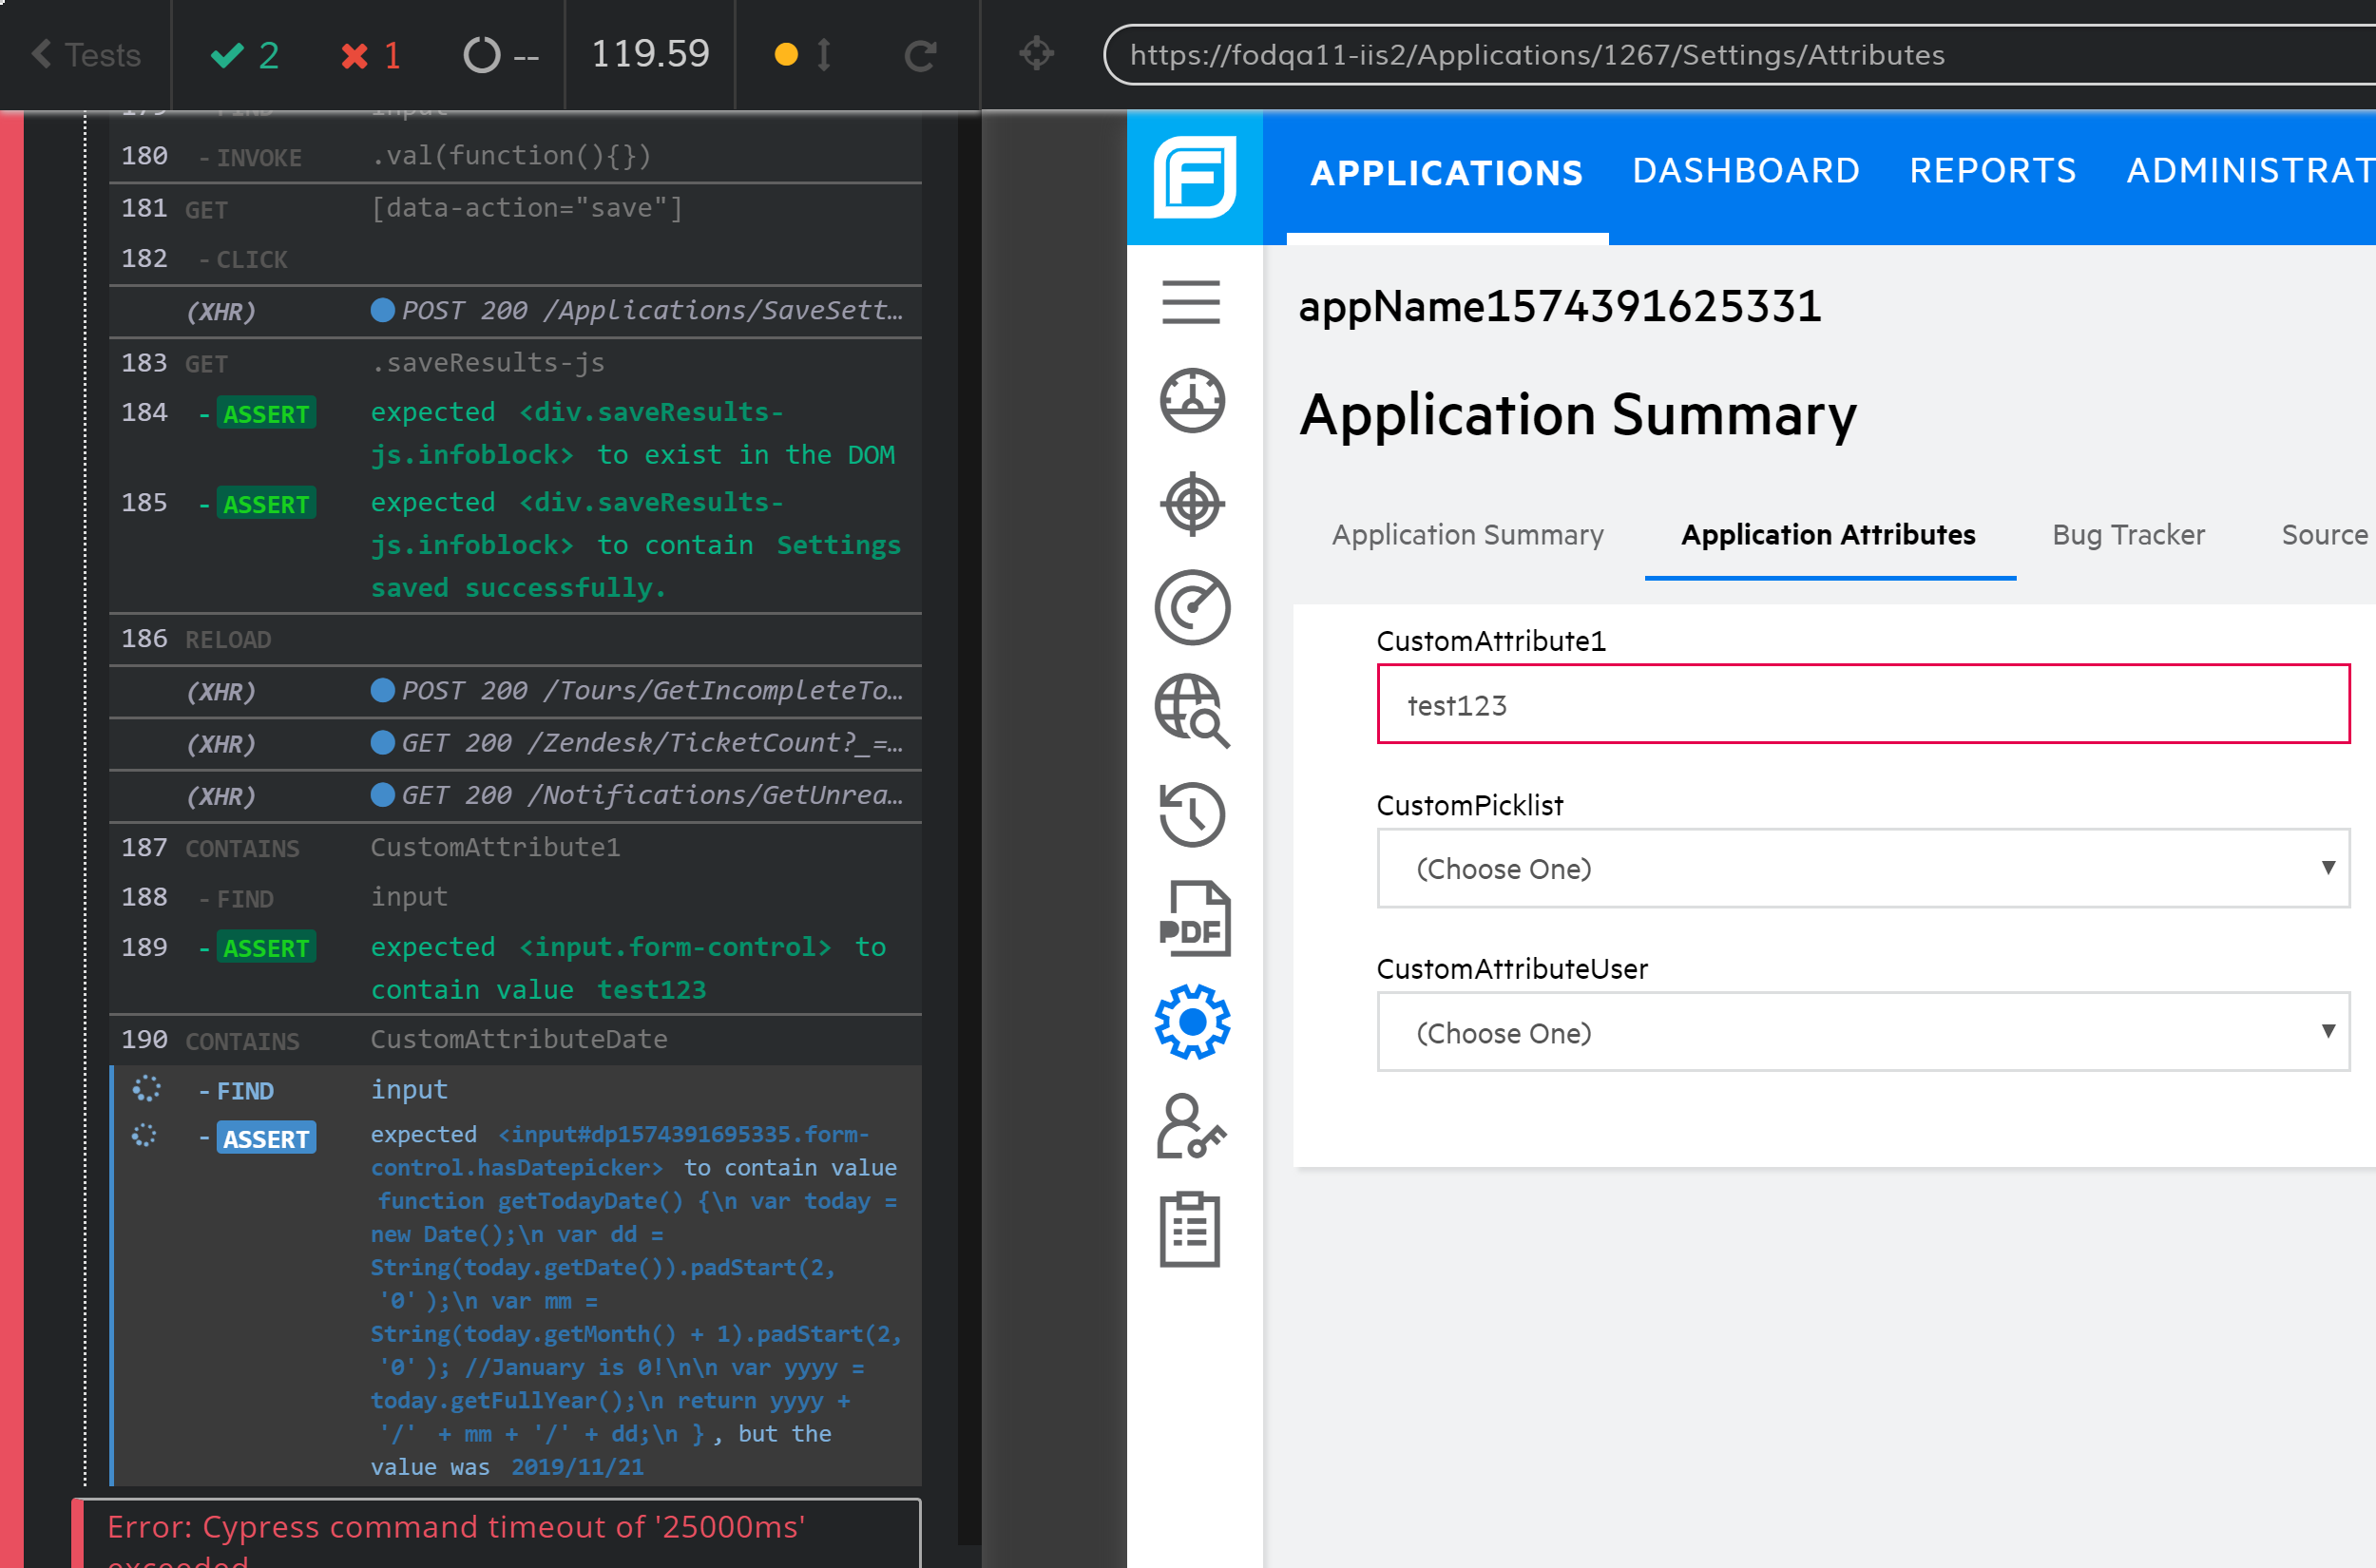 Tests
2
1
--
119.59
https://fodqa11-iis2/Applications/1267/Settings/Attributes
179 - FIND input
180 - INVOKE .val(function(){})
181 GET [data-action="save"]
182 - CLICK
(XHR) POST 200 /Applications/SaveSett…
183 GET .saveResults-js
184 - ASSERT expected <div.saveResults-
js.infoblock> to exist in the DOM
185 - ASSERT expected <div.saveResults-
js.infoblock> to contain Settings
saved successfully.
186 RELOAD
(XHR) POST 200 /Tours/GetIncompleteTo…
(XHR) GET 200 /Zendesk/TicketCount?_=…
(XHR) GET 200 /Notifications/GetUnrea…
187 CONTAINS CustomAttribute1
188 - FIND input
189 - ASSERT expected <input.form-control> to
contain value test123
190 CONTAINS CustomAttributeDate
- FIND input
- ASSERT expected <input#dp1574391695335.form-
control.hasDatepicker> to contain value
function getTodayDate() {\n var today =
new Date();\n var dd =
String(today.getDate()).padStart(2,
'0' );\n var mm =
String(today.getMonth() + 1).padStart(2,
'0' ); //January is 0!\n\n var yyyy =
today.getFullYear();\n return yyyy +
'/' + mm + '/' + dd;\n } , but the
value was 2019/11/21
Error: Cypress command timeout of '25000ms'
exceeded
APPLICATIONS DASHBOARD REPORTS ADMINISTRAT
appName1574391625331
Application Summary
Application Summary Application Attributes Bug Tracker Source
CustomAttribute1
test123
CustomPicklist
(Choose One)
CustomAttributeUser
(Choose One)
PDF